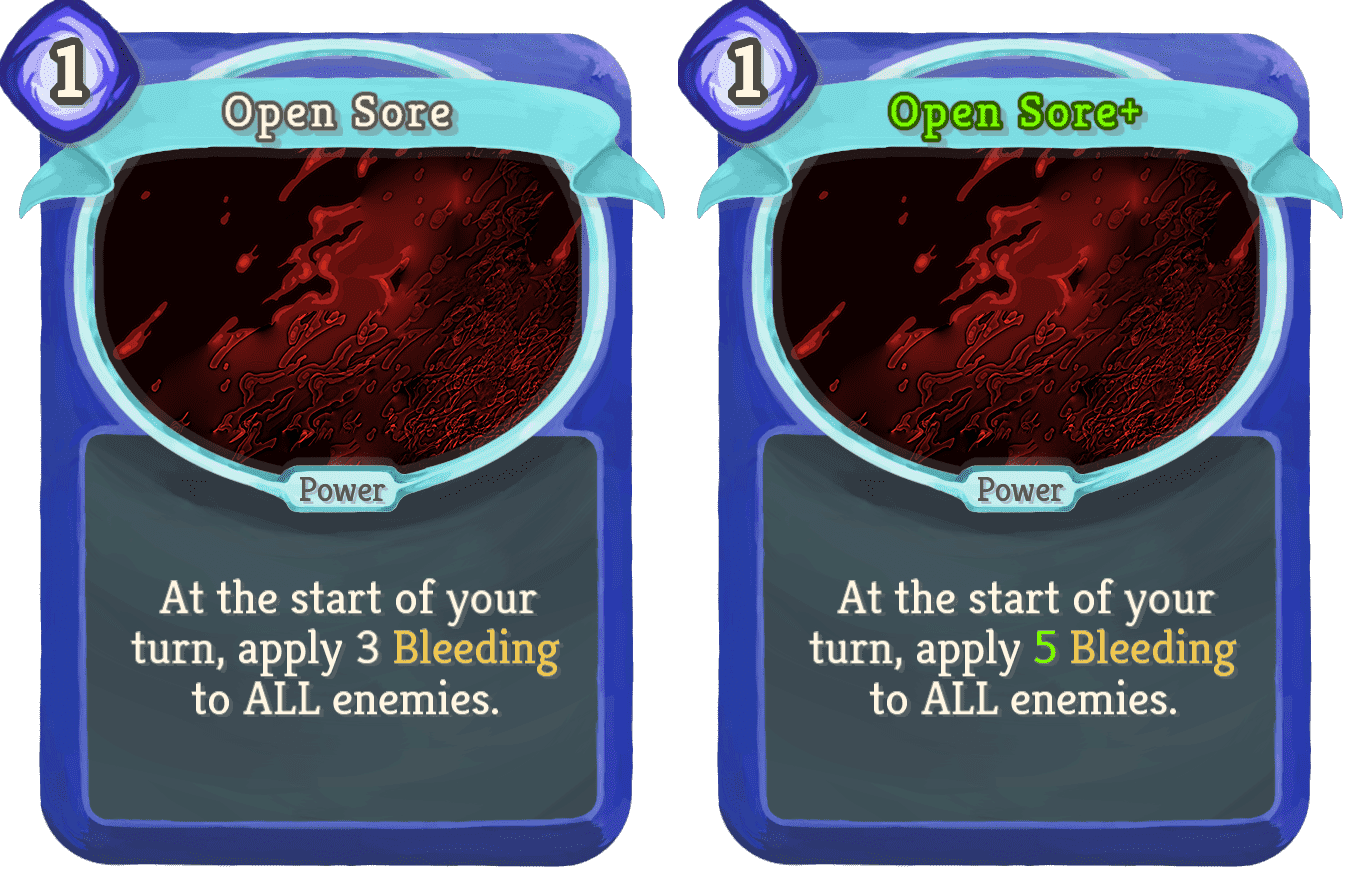 1
Open Sore
Power
At the start of your
turn, apply 3 Bleeding
to ALL enemies.
1
Open Sore+
Power
At the start of your
turn, apply 5 Bleeding
to ALL enemies.